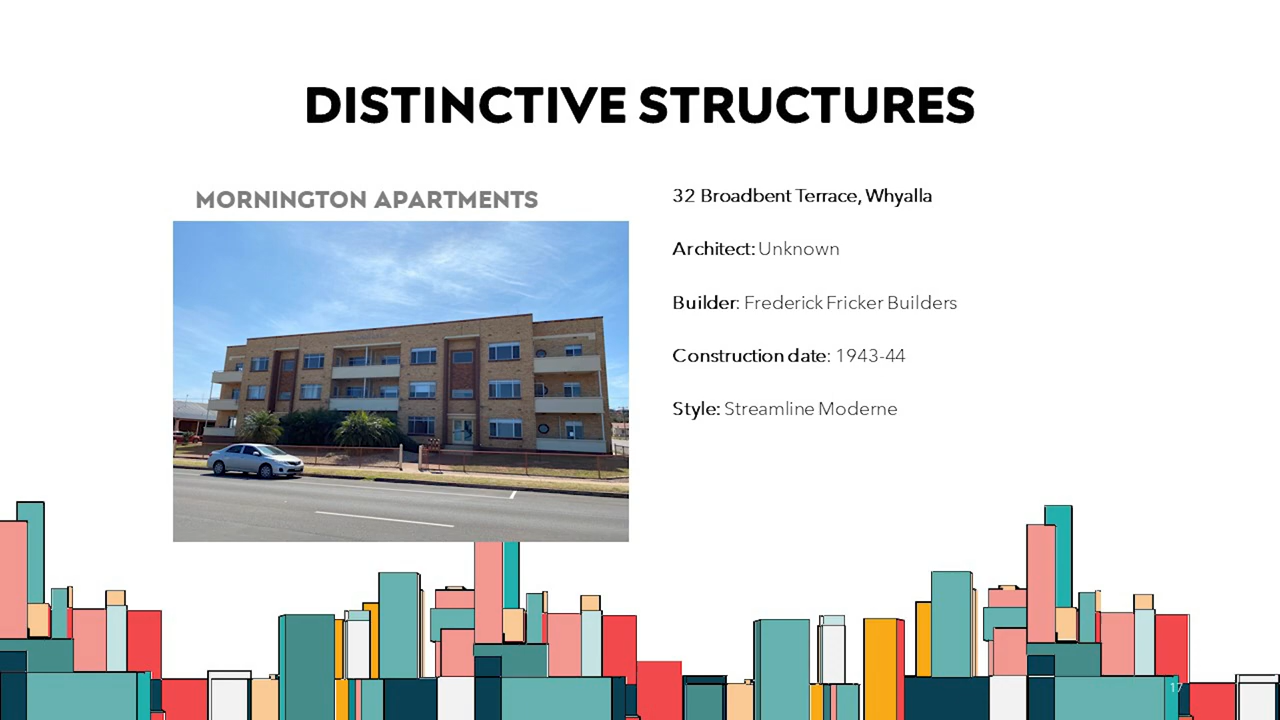 DISTINCTIVE STRUCTURES
MORNINGTON APARTMENTS
32 Broadbent Terrace, Whyalla
Architect: Unknown
Builder: Frederick Fricker Builders
Construction date: 1943-44
Style: Streamline Moderne
17